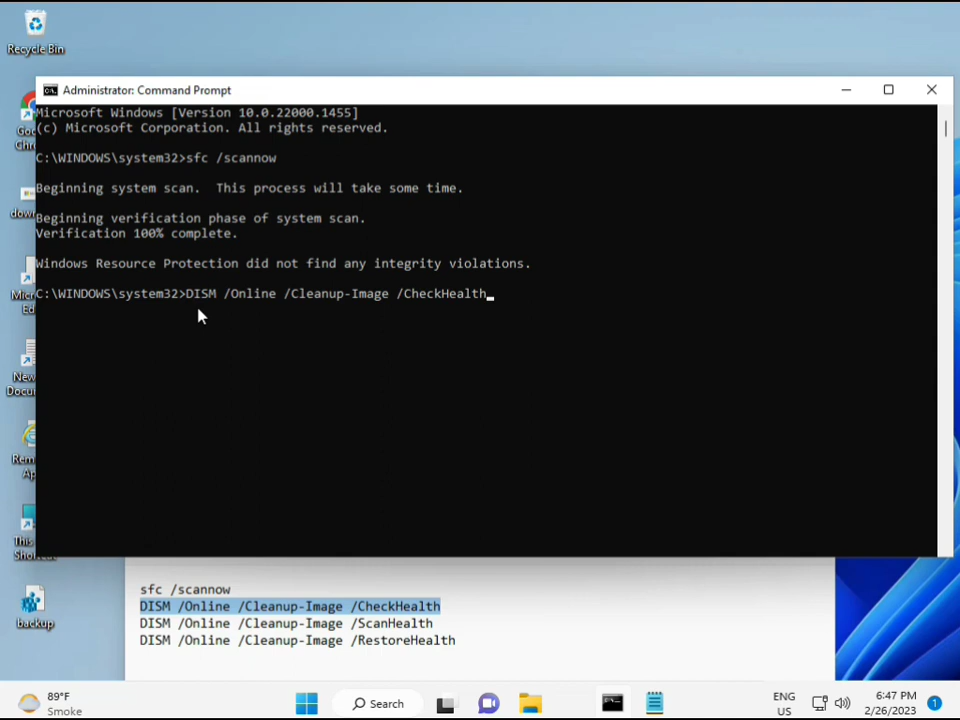 Recycle Bin
Administrator: Command Prompt
Microsoft Windows [Version 10.0.22000.1455]
(c) Microsoft Corporation. All rights reserved.
C:\WINDOWS\system32>sfc /scannow
Beginning system scan.  This process will take some time.
Beginning verification phase of system scan.
Verification 100% complete.
Windows Resource Protection did not find any integrity violations.
C:\WINDOWS\system32>DISM /Online /Cleanup-Image /CheckHealth
New
backup
sfc /scannow
DISM /Online /Cleanup-Image /CheckHealth
DISM /Online /Cleanup-Image /ScanHealth
DISM /Online /Cleanup-Image /RestoreHealth
89°F
Smoke
Search
ENG
US
6:47 PM
2/26/2023
1